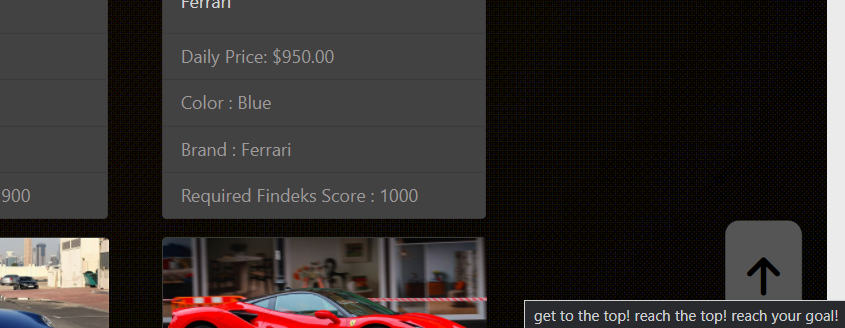 Ferrari
Daily Price: $950.00
Color : Blue
Brand : Ferrari
900
Required Findeks Score : 1000
get to the top! reach the top! reach your goal!